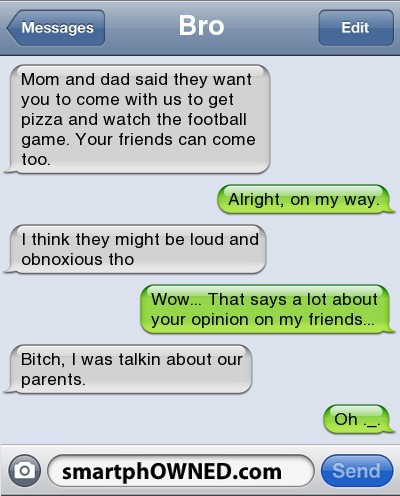 Messages
Bro
Edit
Mom and dad said they want
you to come with us to get
pizza and watch the football
game. Your friends can come
too.
Alright, on my way.
I think they might be loud and
obnoxious tho
Wow... That says a lot about
your opinion on my friends...
Bitch, I was talkin about our
parents.
Oh ._.
smartphOWNED.com
Send